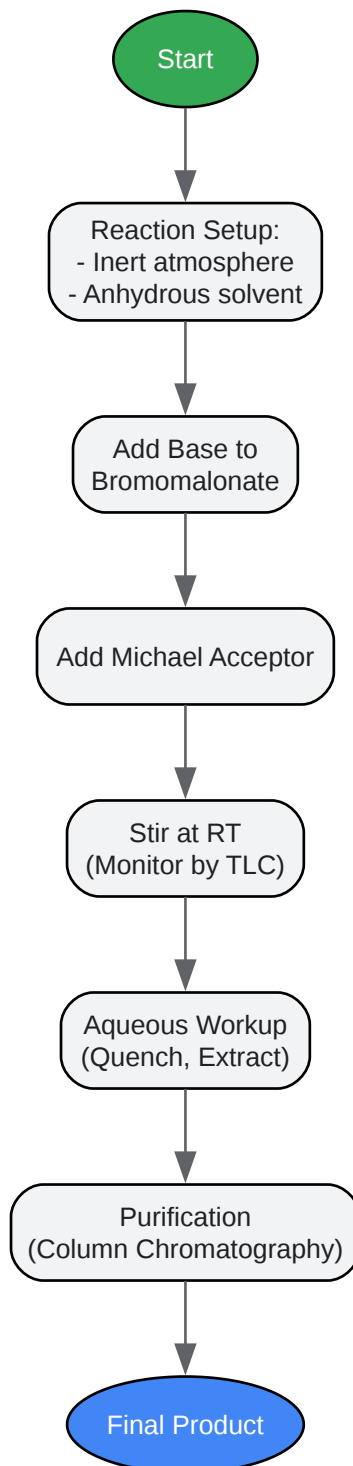 Start
Reaction Setup:
- Inert atmosphere
- Anhydrous solvent
Add Base to
Bromomalonate
Add Michael Acceptor
Stir at RT
(Monitor by TLC)
Aqueous Workup
(Quench, Extract)
Purification
(Column Chromatography)
Final Product